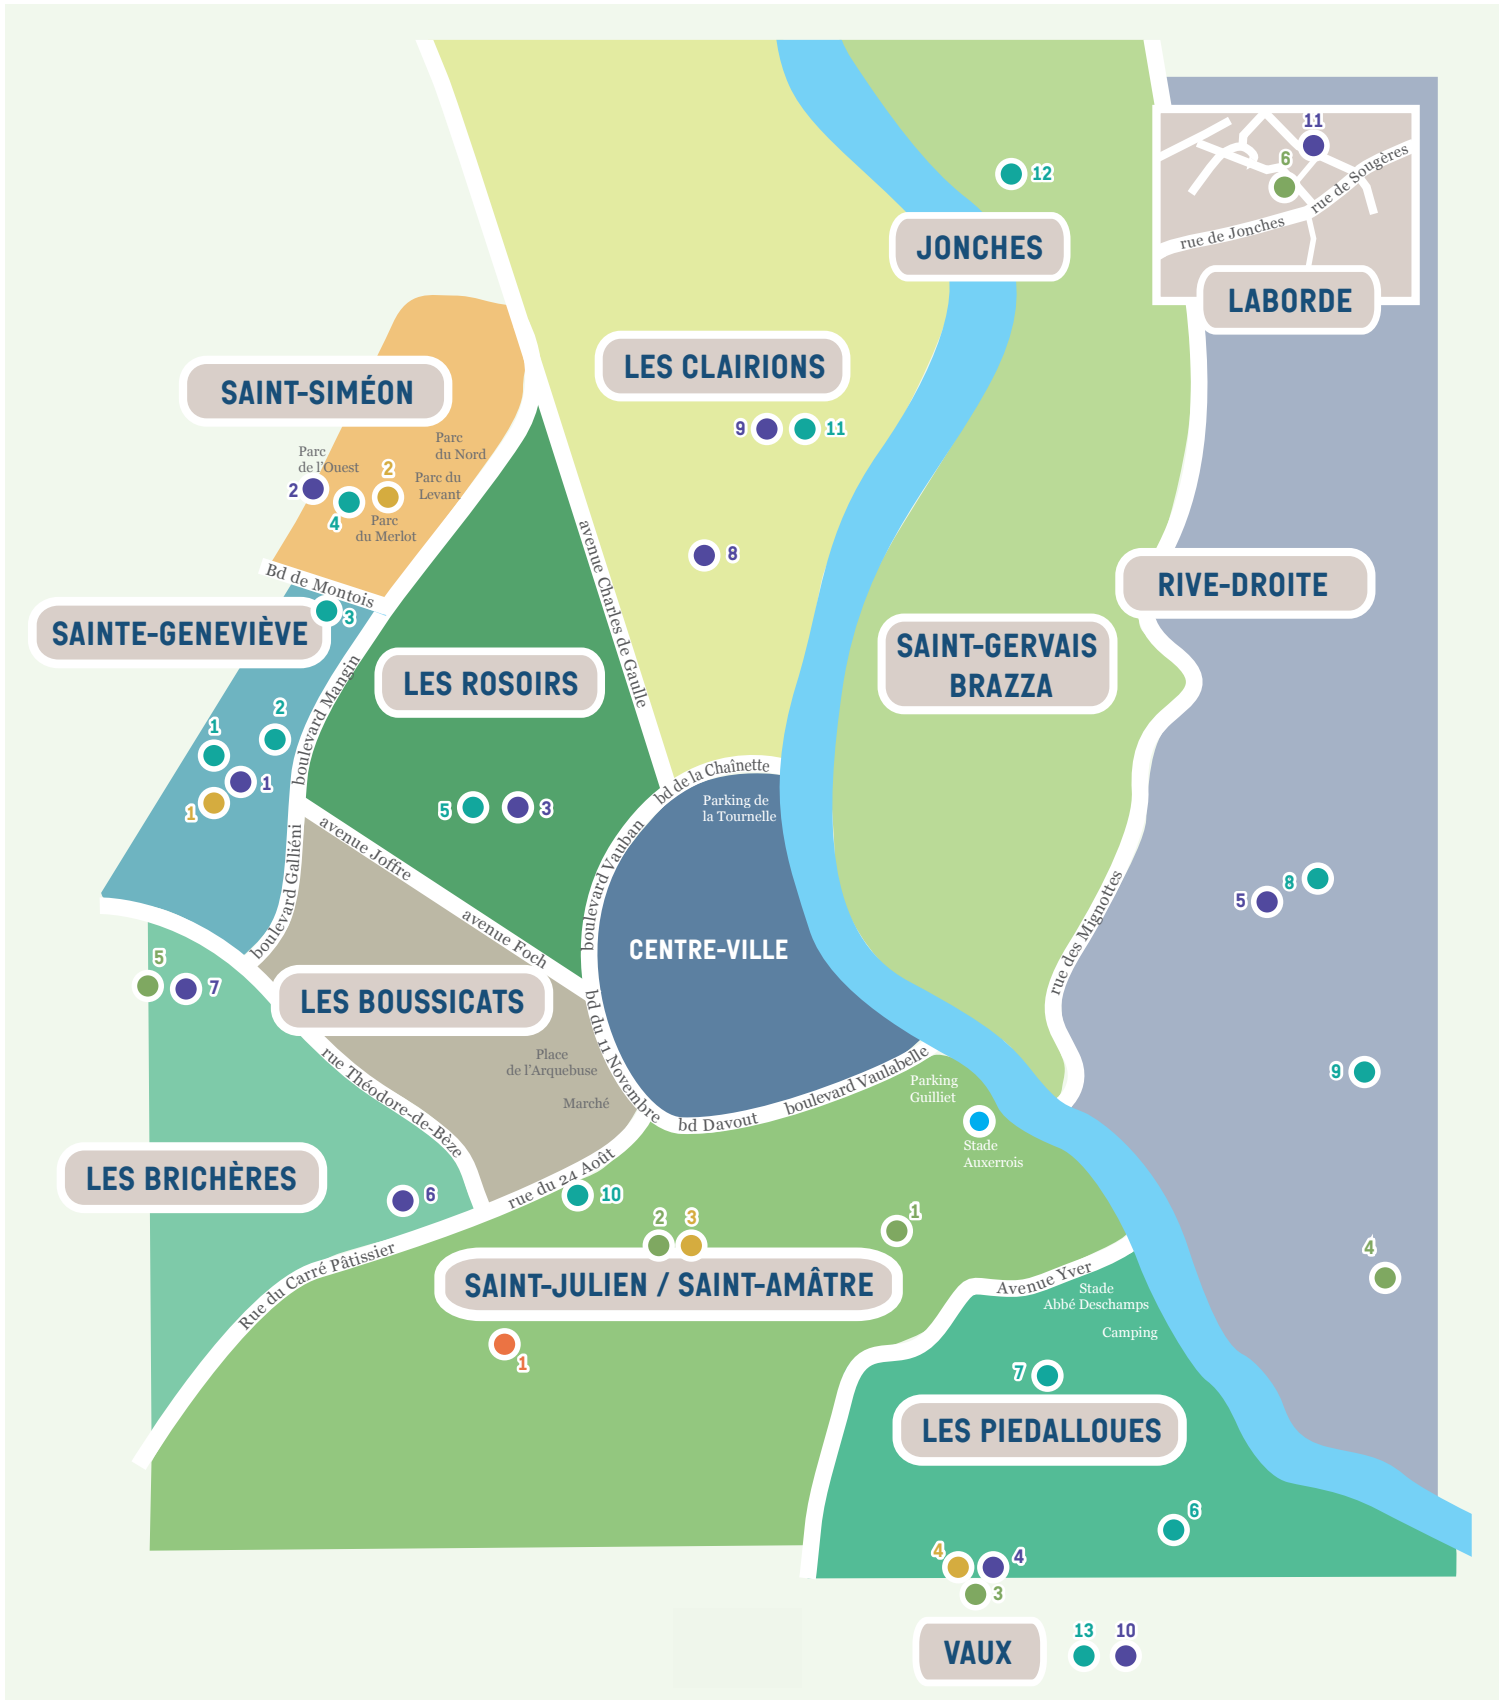 11
6
rue de Sougères
rue de Jonches
LABORDE
12
JONCHES
LES CLAIRIONS
9
11
8
SAINT-SIMÉON
Parc
du Nord
Parc
de l'Ouest
2
Parc du
Levant
2
4
Parc
du Merlot
Bd de Montois
avenue Charles de Gaulle
RIVE-DROITE
SAINTE-GENEVIÈVE
3
SAINT-GERVAIS
BRAZZA
LES ROSOIRS
boulevard Mangin
1
2
1
1
5
3
bd de la Chaînette
Parking de
la Tournelle
boulevard Vauban
avenue Joffre
boulevard Galliéni
avenue Foch
CENTRE-VILLE
rue des Mignottes
5
8
5
7
LES BOUSSICATS
bd du 11 Novembre
Place
de l'Arquebuse
Marché
rue Théodore-de-Bèze
boulevard Vaulabelle
bd Davout
Parking
Guilliet
Stade
Auxerrois
9
LES BRICHÈRES
6
rue du 24 Août
10
2
3
1
4
Rue du Carré Pâtissier
SAINT-JULIEN / SAINT-AMÂTRE
Avenue Yver
Stade
Abbé Deschamps
Camping
1
7
LES PIEDALLOUES
6
4
4
3
VAUX
13
10